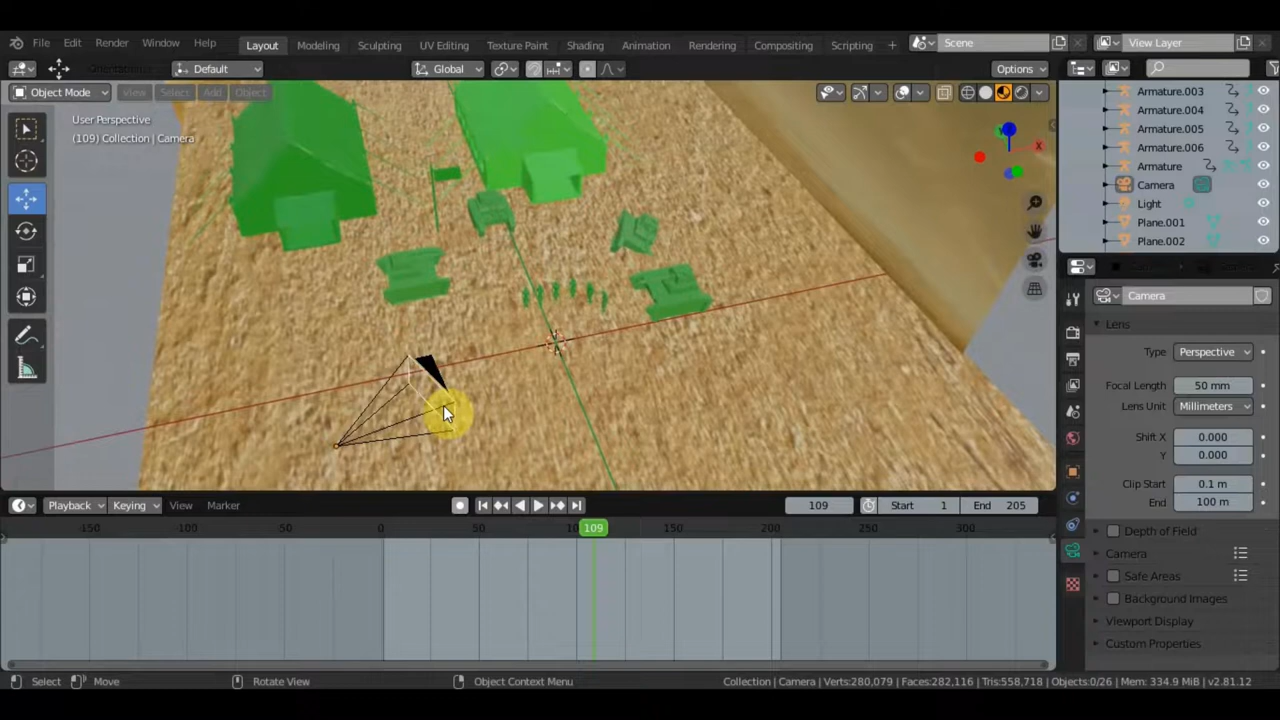 File Edit Render Window Help Layout Modeling Sculpting UV Editing Texture Paint Shading Animation Rendering Compositing Scripting + Scene View Layer
Default Global Options
Object Mode View Select Add Object
User Perspective
(109) Collection | Camera
X
Armature.003
Armature.004
Armature.005
Armature.006
Armature
Camera
Light
Plane.001
Plane.002
Camera
Lens
Type Perspective
Focal Length 50 mm
Lens Unit Millimeters
Shift X 0.000
Y 0.000
Clip Start 0.1 m
End 100 m
Depth of Field
Camera
Safe Areas
Background Images
Viewport Display
Custom Properties
Playback Keying View Marker 109 Start 1 End 205
-150 -100 -50 0 50 109 150 200 250 300
Select Move Rotate View Object Context Menu Collection | Camera | Verts:280,079 | Faces:282,116 | Tris:558,718 | Objects:0/26 | Mem: 334.9 MiB | v2.81.12